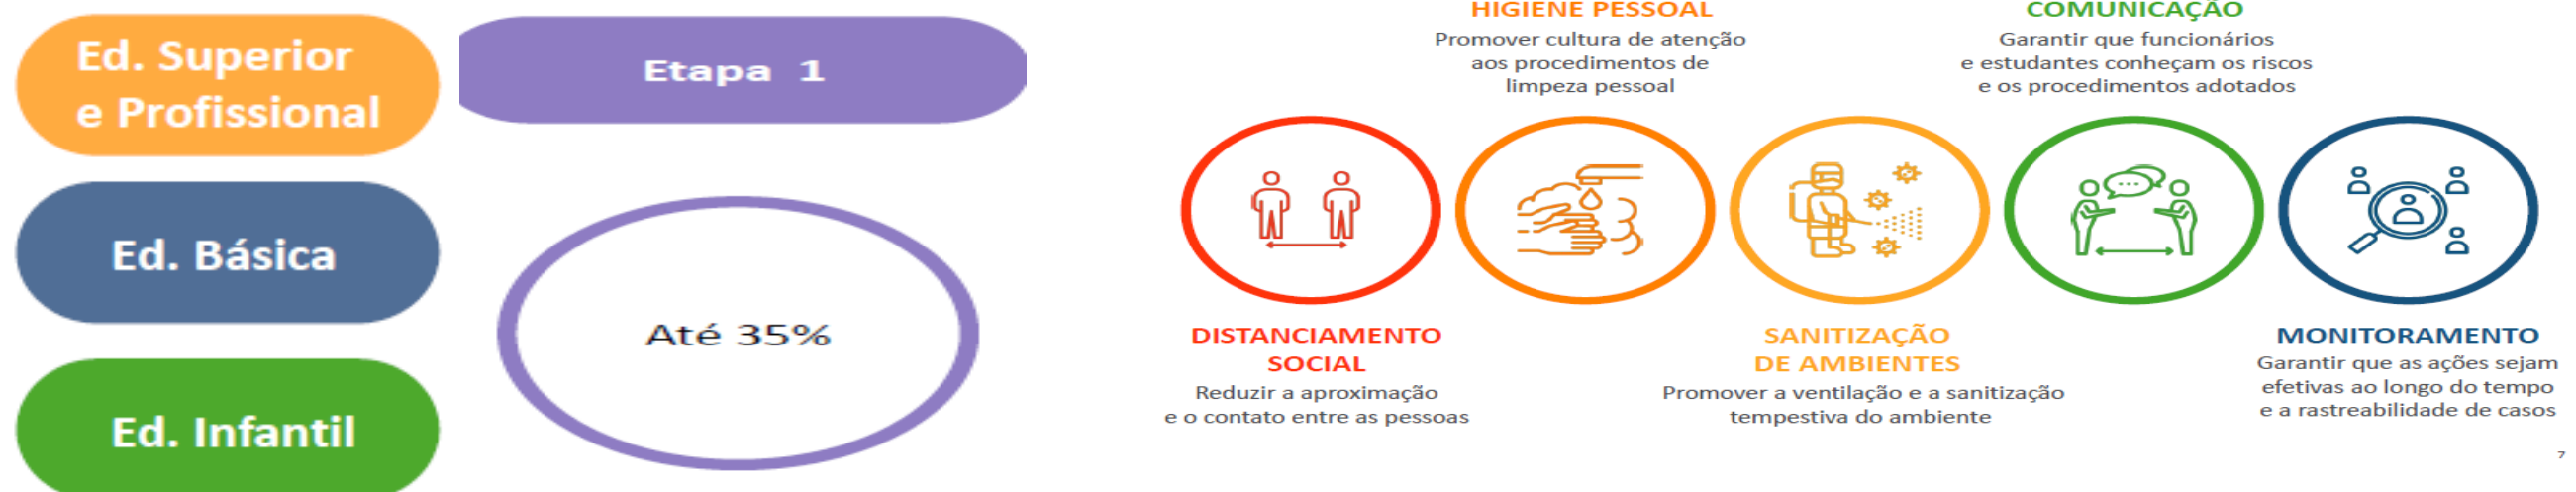 Ed. Superior
e Profissional
Ed. Básica
Ed. Infantil
Etapa 1
Até 35%
HIGIENE PESSOAL
Promover cultura de atenção
aos procedimentos de
limpeza pessoal
COMUNICAÇÃO
Garantir que funcionários
e estudantes conheçam os riscos
e os procedimentos adotados
DISTANCIAMENTO
SOCIAL
Reduzir a aproximação
e o contato entre as pessoas
SANITIZAÇÃO
DE AMBIENTES
Promover a ventilação e a sanitização
tempestiva do ambiente
MONITORAMENTO
Garantir que as ações sejam
efetivas ao longo do tempo
e a rastreabilidade de casos
7